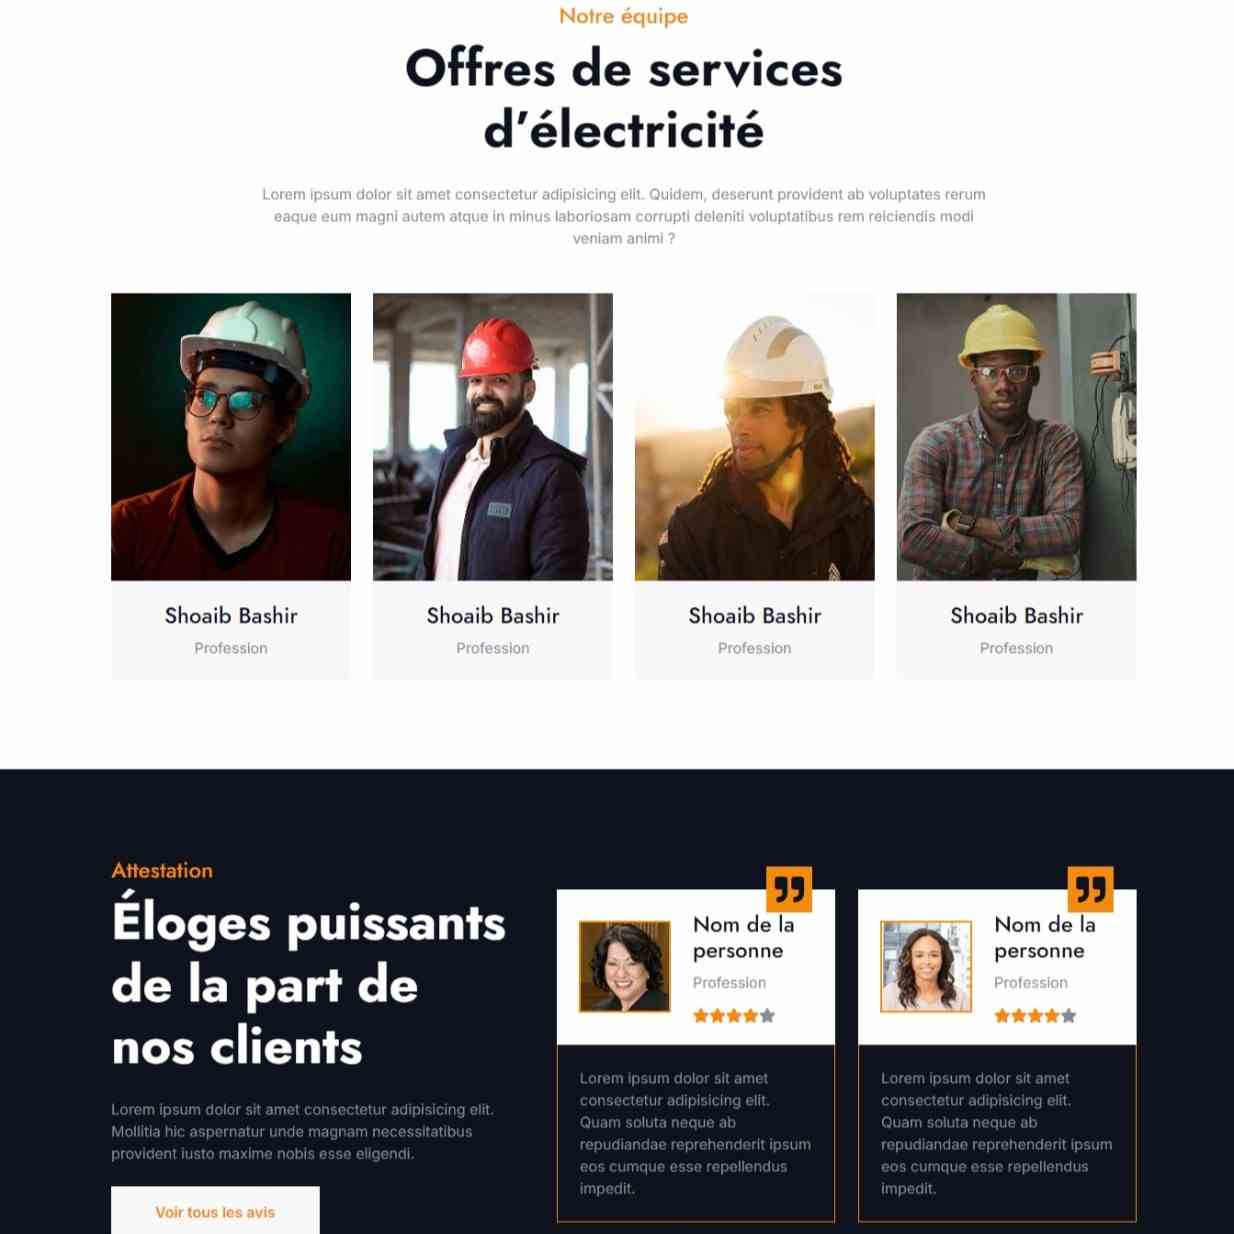 Notre équipe
Offres de services
d’électricité
Lorem ipsum dolor sit amet consectetur adipisicing elit. Quidem, deserunt provident ab voluptates rerum
eaque eum magni autem atque in minus laboriosam corrupti deleniti voluptatibus rem reiciendis modi
veniam animi ?
Shoaib Bashir
Profession
Shoaib Bashir
Profession
Shoaib Bashir
Profession
Shoaib Bashir
Profession
Attestation
Éloges puissants
de la part de
nos clients
Lorem ipsum dolor sit amet consectetur adipisicing elit.
Mollitia hic aspernatur unde magnam necessitatibus
provident iusto maxime nobis esse eligendi.
Voir tous les avis
Nom de la
personne
Profession
Lorem ipsum dolor sit amet
consectetur adipisicing elit.
Quam soluta neque ab
repudiandae reprehenderit ipsum
eos cumque esse repellendus
impedit.
Nom de la
personne
Profession
Lorem ipsum dolor sit amet
consectetur adipisicing elit.
Quam soluta neque ab
repudiandae reprehenderit ipsum
eos cumque esse repellendus
impedit.